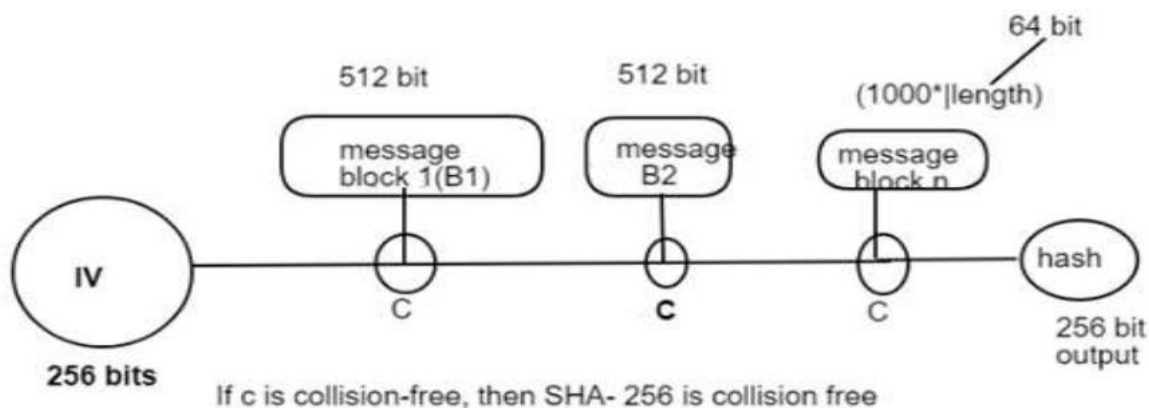 64 bit
512 bit
512 bit
(1000*|length)
message
block 1(B1)
message
B2
message
block n
IV
hash
C
C
C
256 bits
256 bit
output
If c is collision-free, then SHA- 256 is collision free